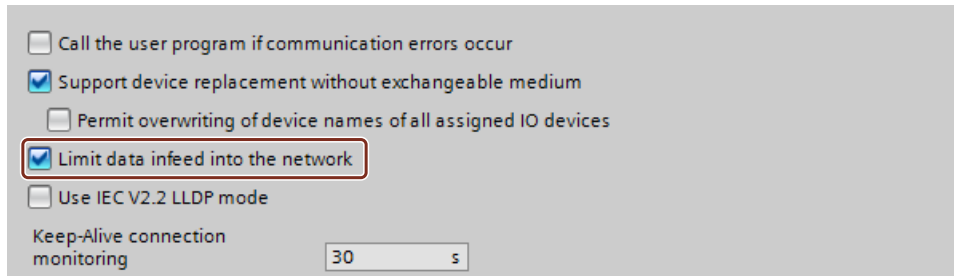 Call the user program if communication errors occur
Support device replacement without exchangeable medium
Permit overwriting of device names of all assigned IO devices
Limit data infeed into the network
Use IEC V2.2 LLDP mode
Keep-Alive connection
monitoring 30 s